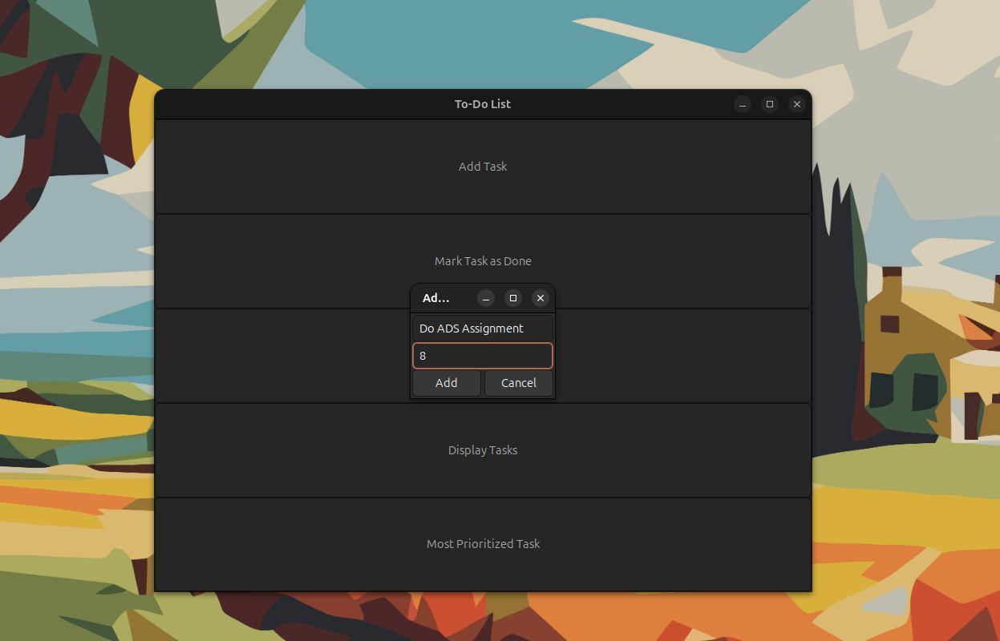 To-Do List
Add Task
Mark Task as Done
Ad...
Do ADS Assignment
8
Add Cancel
Display Tasks
Most Prioritized Task